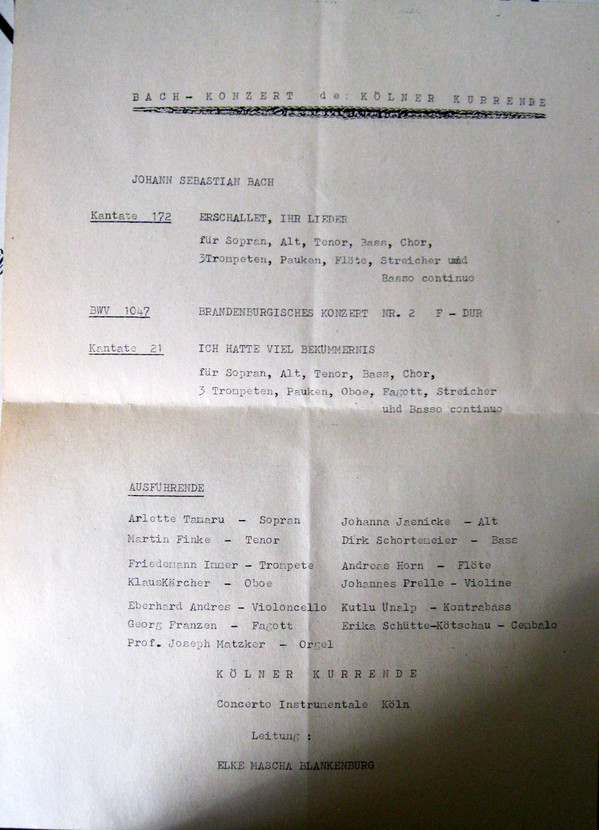 BACH- KONZERT der KÖLNER KURRENDE
JOHANN SEBASTIAN BACH
Kantate 172 ERSCHALLET, IHR LIEDER
für Sopran, Alt, Tenor, Bass, Chor,
3Trompeten, Pauken, Flöte, Streicher und
Basso continuo
BWV 1047 BRANDENBURGISCHES KONZERT NR. 2 F - DUR
Kantate 21 ICH HATTE VIEL BEKÜMMERNIS
für Sopran, Alt, Tenor, Bass, Chor,
3 Trompeten, Pauken, Oboe, Fagott, Streicher
und Basso continuo
AUSFÜHRENDE
Arlette Tamaru - Sopran Johanna Jaenicke - Alt
Martin Finke - Tenor Dirk Schortemeier - Bass
Friedemann Immer - Trompete Andreas Horn - Flöte
KlausKärcher - Oboe Johannes Prelle - Violine
Eberhard Andres - Violoncello Kutlu Unalp - Kontrabass
Georg Franzen - Fagott Erika Schütte-Kötschau - Cembalo
Prof. Joseph Matzker - Orgel
KÖLNER KURRENDE
Concerto Instrumentale Köln
Leitung :
ELKE MASCHA BLANKENBURG